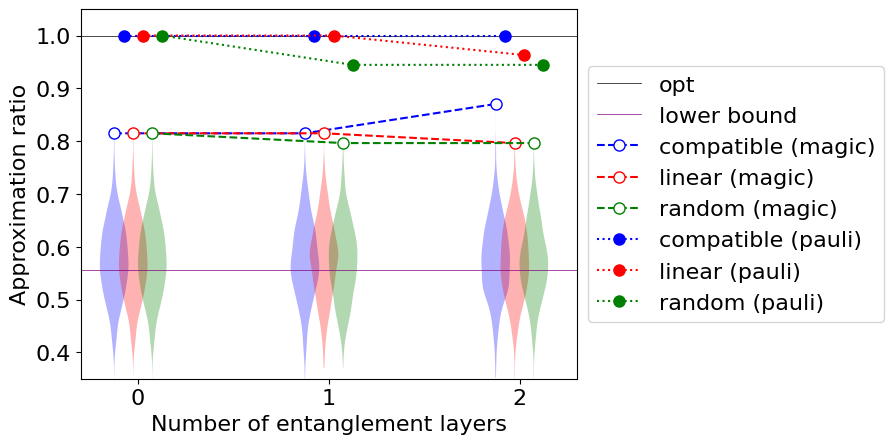 1.0
0.9
0.8
0.7
0.6
0.5
0.4
Approximation ratio
0 1 2
Number of entanglement layers
opt
lower bound
compatible (magic)
linear (magic)
random (magic)
compatible (pauli)
linear (pauli)
random (pauli)